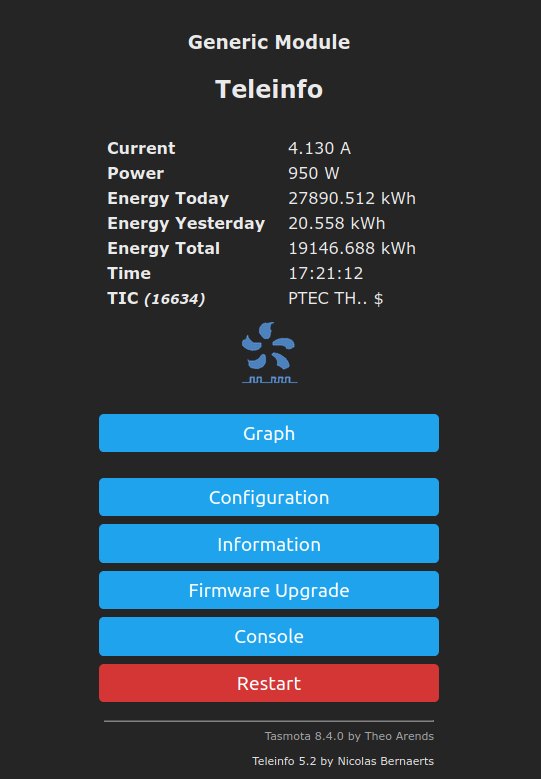 Generic Module
Teleinfo
Current 4.130 A
Power 950 W
Energy Today 27890.512 kWh
Energy Yesterday 20.558 kWh
Energy Total 19146.688 kWh
Time 17:21:12
TIC (16634) PTEC TH.. $
Graph
Configuration
Information
Firmware Upgrade
Console
Restart
Tasmota 8.4.0 by Theo Arends
Teleinfo 5.2 by Nicolas Bernaerts